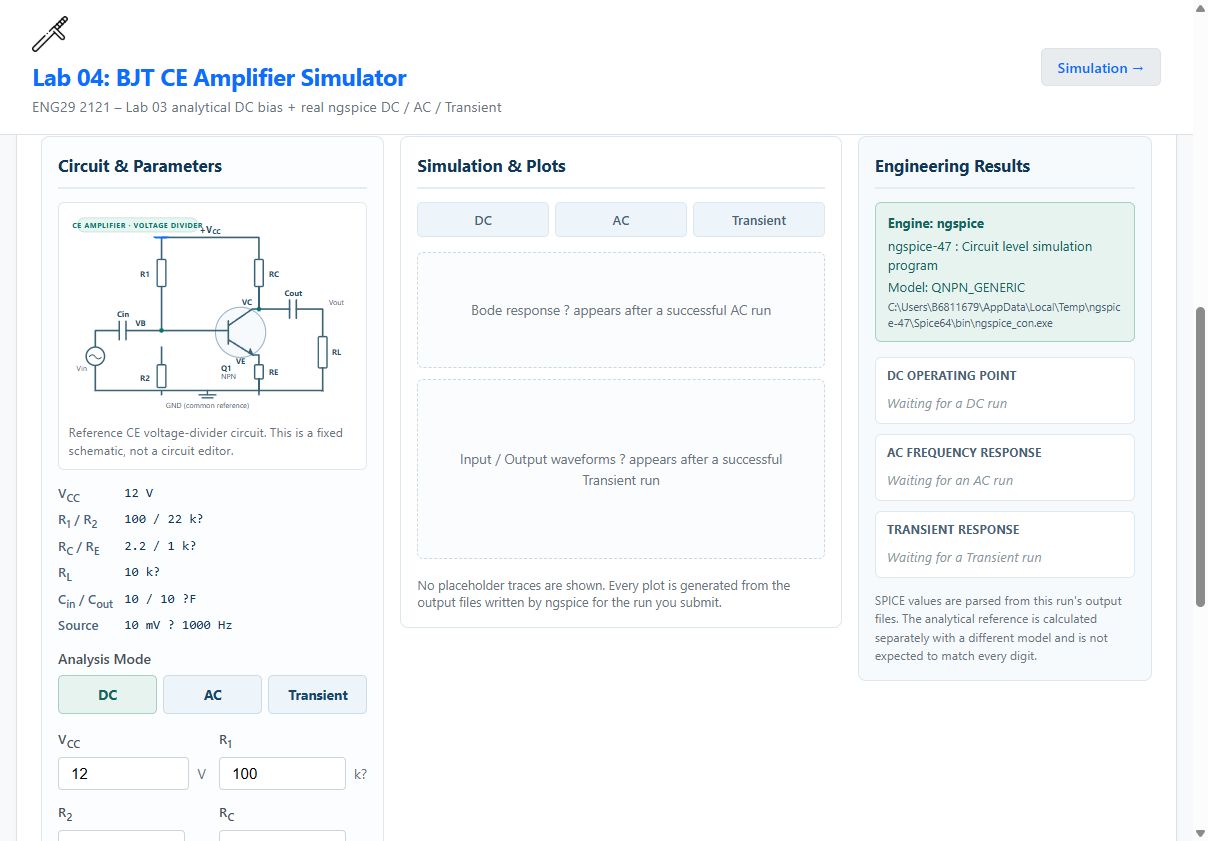 Lab 04: BJT CE Amplifier Simulator
ENG29 2121 – Lab 03 analytical DC bias + real ngspice DC / AC / Transient
Simulation →
Circuit & Parameters
CE AMPLIFIER · VOLTAGE DIVIDER
+VCC
R1
RC
Cout
VC
Vout
Cin
VB
RL
VE
Vin
R2
Q1
NPN
RE
GND (common reference)
Reference CE voltage-divider circuit. This is a fixed
schematic, not a circuit editor.
VCC 12 V
R1 / R2 100 / 22 k?
RC / RE 2.2 / 1 k?
RL 10 k?
Cin / Cout 10 / 10 ?F
Source 10 mV ? 1000 Hz
Analysis Mode
DC AC Transient
VCC R1
12 V 100 k?
R2 RC
Simulation & Plots
DC AC Transient
Bode response ? appears after a successful AC run
Input / Output waveforms ? appears after a successful
Transient run
No placeholder traces are shown. Every plot is generated from the
output files written by ngspice for the run you submit.
Engineering Results
Engine: ngspice
ngspice-47 : Circuit level simulation
program
Model: QNPN_GENERIC
C:\Users\B6811679\AppData\Local\Temp\ngspic
e-47\Spice64\bin\ngspice_con.exe
DC OPERATING POINT
Waiting for a DC run
AC FREQUENCY RESPONSE
Waiting for an AC run
TRANSIENT RESPONSE
Waiting for a Transient run
SPICE values are parsed from this run's output
files. The analytical reference is calculated
separately with a different model and is not
expected to match every digit.